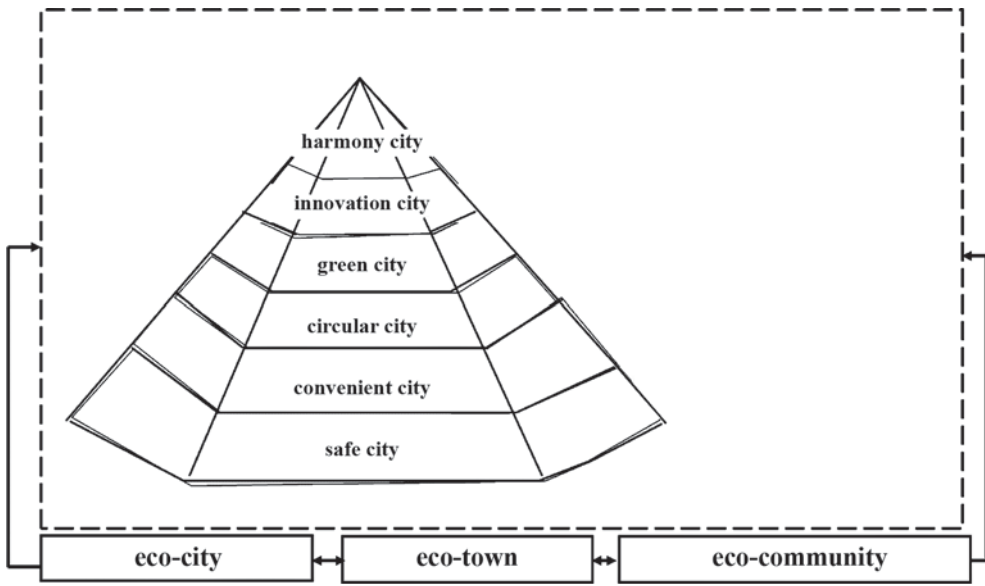 harmony city
innovation city
green city
circular city
convenient city
safe city
eco-city
eco-town
eco-community